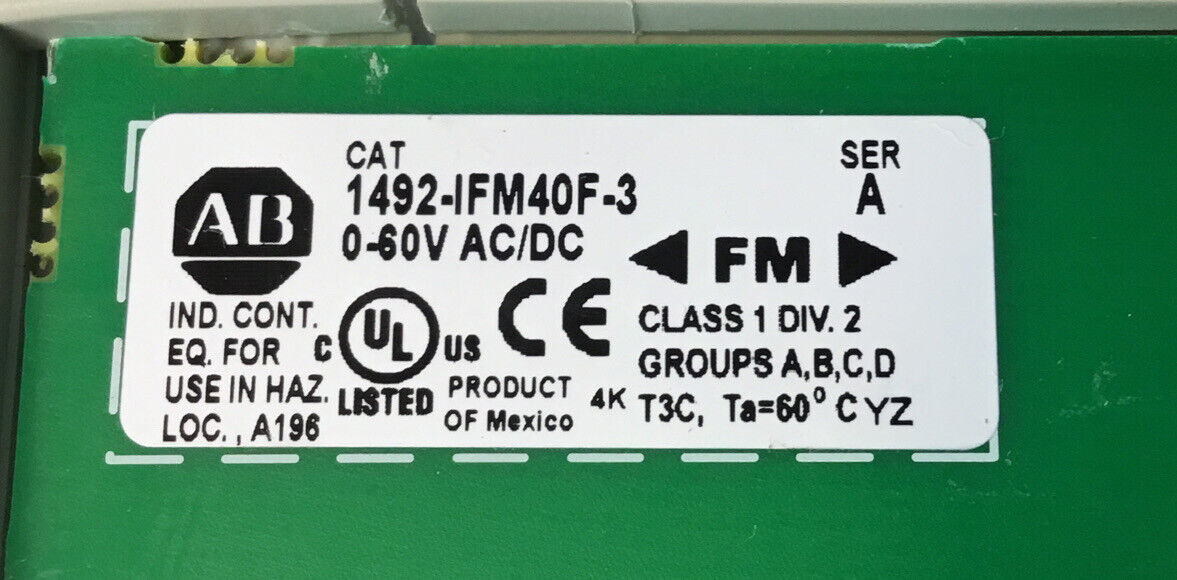 CAT
1492-IFM40F-3
0-60V AC/DC
SER
A
AB
FM
IND. CONT.
EQ. FOR
USE IN HAZ.
LOC. , A196
C UL US
LISTED
CE
PRODUCT
OF Mexico
4K
CLASS 1 DIV. 2
GROUPS A,B,C,D
T3C, Ta=60° C YZ